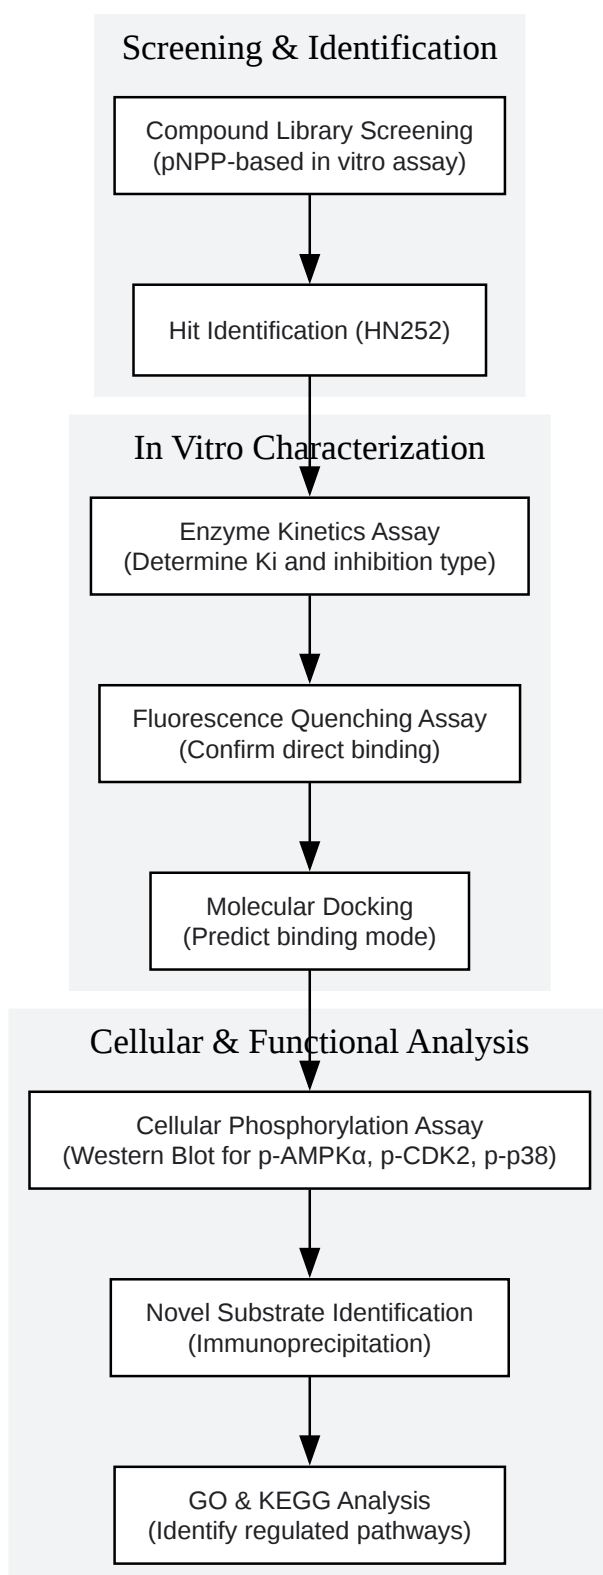 Screening & Identification
Compound Library Screening
(pNPP-based in vitro assay)
Hit Identification (HN252)
In Vitro Characterization
Enzyme Kinetics Assay
(Determine Ki and inhibition type)
Fluorescence Quenching Assay
(Confirm direct binding)
Molecular Docking
(Predict binding mode)
Cellular & Functional Analysis
Cellular Phosphorylation Assay
(Western Blot for p-AMPKα, p-CDK2, p-p38)
Novel Substrate Identification
(Immunoprecipitation)
GO & KEGG Analysis
(Identify regulated pathways)